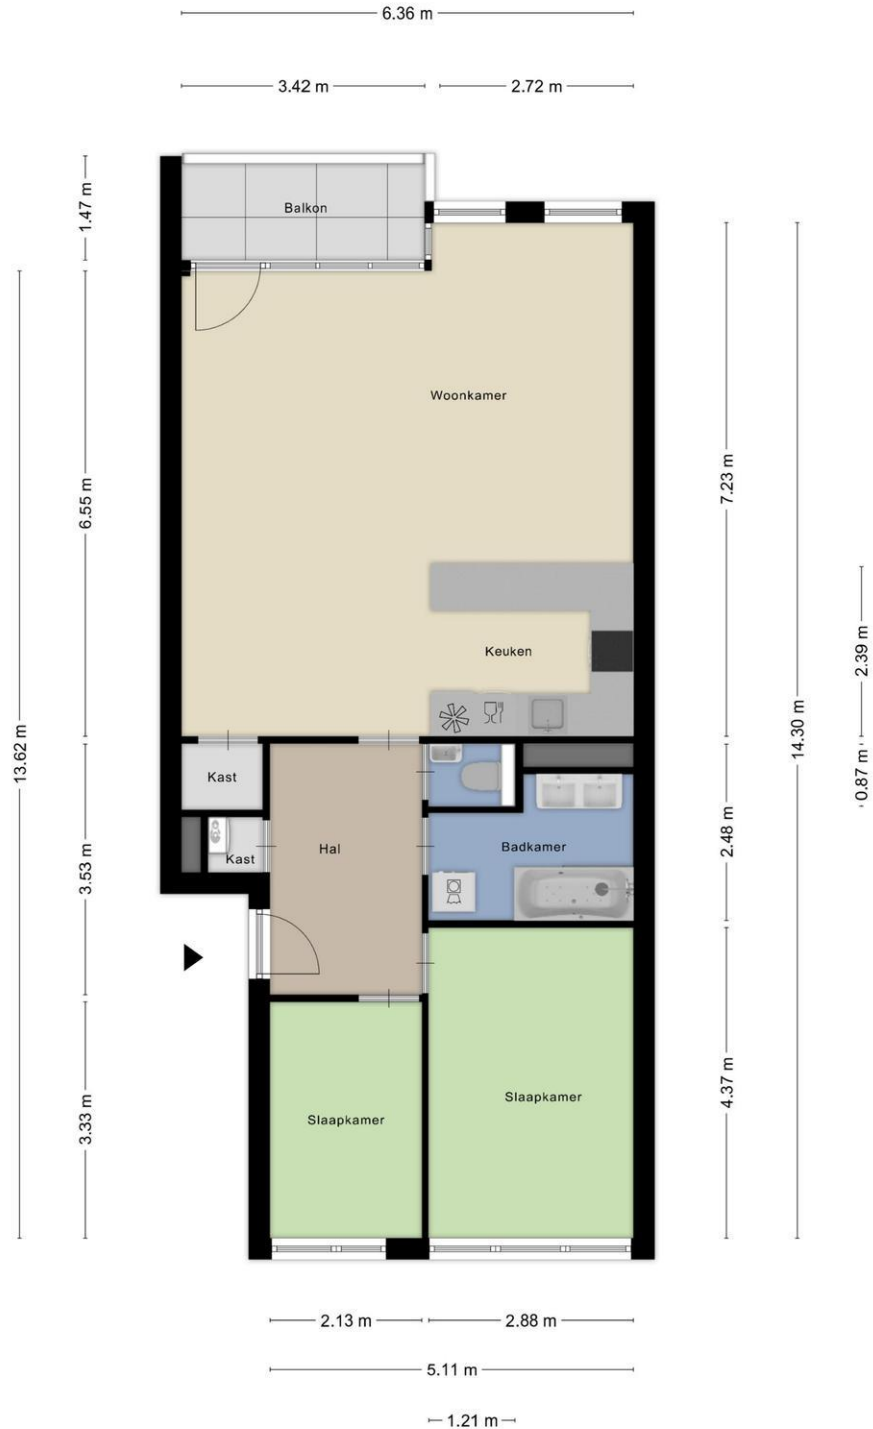 6.36 m
3.42 m
2.72 m
1.47 m
Balkon
Woonkamer
6.55 m
7.23 m
Keuken
2.39 m
13.62 m
14.30 m
0.87 m
Kast
Kast
Hal
Badkamer
2.48 m
3.53 m
Slaapkamer
Slaapkamer
4.37 m
3.33 m
2.13 m
2.88 m
5.11 m
1.21 m